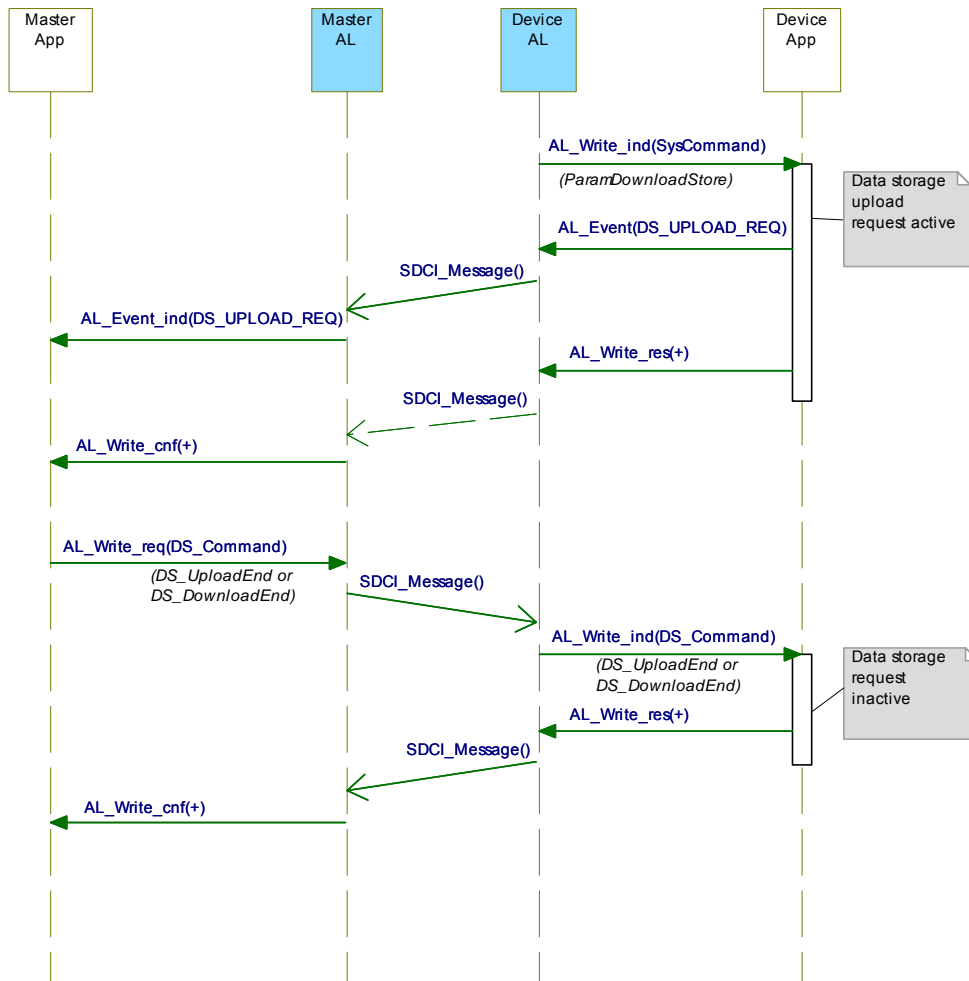 Master
App
Master
AL
Device
AL
Device
App
AL_Write_ind(SysCommand)
(ParamDownloadStore)
Data storage
upload
request active
AL_Event(DS_UPLOAD_REQ)
SDCI_Message()
AL_Event_ind(DS_UPLOAD_REQ)
AL_Write_res(+)
SDCI_Message()
AL_Write_cnf(+)
AL_Write_req(DS_Command)
(DS_UploadEnd or
DS_DownloadEnd)
SDCI_Message()
AL_Write_ind(DS_Command)
(DS_UploadEnd or
DS_DownloadEnd)
Data storage
request
inactive
AL_Write_res(+)
SDCI_Message()
AL_Write_cnf(+)